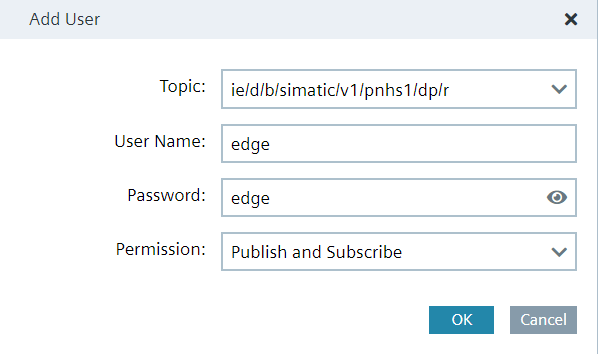 Add User
Topic: ie/d/b/simatic/v1/pnhs1/dp/r
User Name: edge
Password: edge
Permission: Publish and Subscribe
OK Cancel